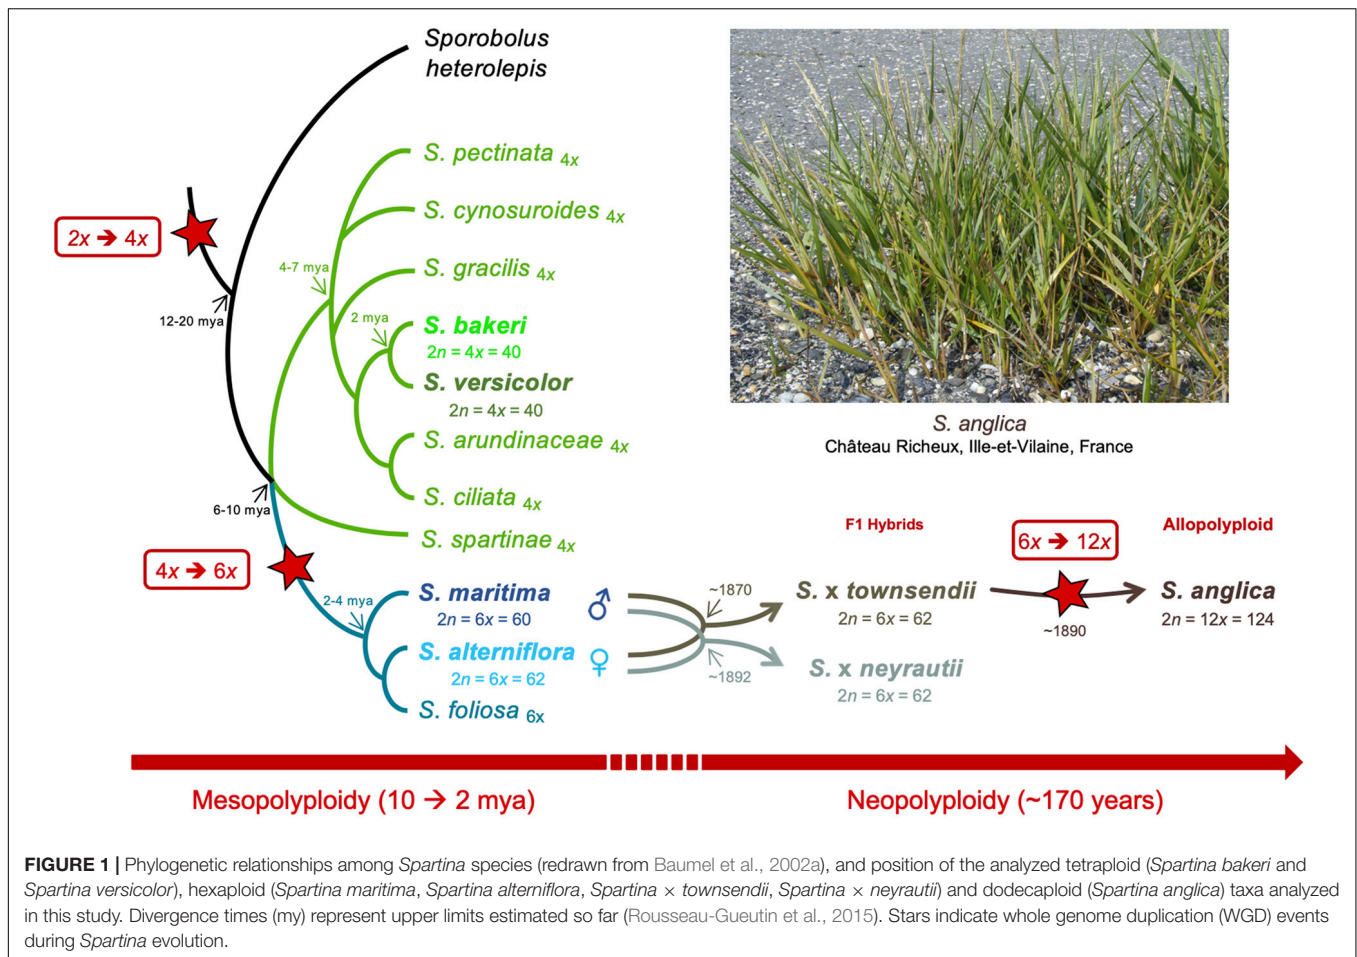 Sporobolus
heterolepis
S. pectinata 4x
S. cynosuroides 4x
2x → 4x
4-7 mya
S. gracilis 4x
12-20 mya
2 mya
S. bakeri
2n = 4x = 40
S. versicolor
2n = 4x = 40
S. arundinaceae 4x
S. ciliata 4x
6-10 mya
S. spartinae 4x
4x → 6x
2-4 mya
S. maritima
2n = 6x = 60
♂
S. alterniflora
2n = 6x = 62
♀
S. foliosa 6x
S. anglica
Château Richeux, Ille-et-Vilaine, France
F1 Hybrids
6x → 12x
Allopolyploid
~1870
S. x townsendii
2n = 6x = 62
~1890
S. anglica
2n = 12x = 124
~1892
S. x neyrautii
2n = 6x = 62
Mesopolyploidy (10 → 2 mya)
Neopolyploidy (~170 years)
FIGURE 1 | Phylogenetic relationships among Spartina species (redrawn from Baumel et al., 2002a), and position of the analyzed tetraploid (Spartina bakeri and
Spartina versicolor), hexaploid (Spartina maritima, Spartina alterniflora, Spartina × townsendii, Spartina × neyrautii) and dodecaploid (Spartina anglica) taxa analyzed
in this study. Divergence times (my) represent upper limits estimated so far (Rousseau-Gueutin et al., 2015). Stars indicate whole genome duplication (WGD) events
during Spartina evolution.